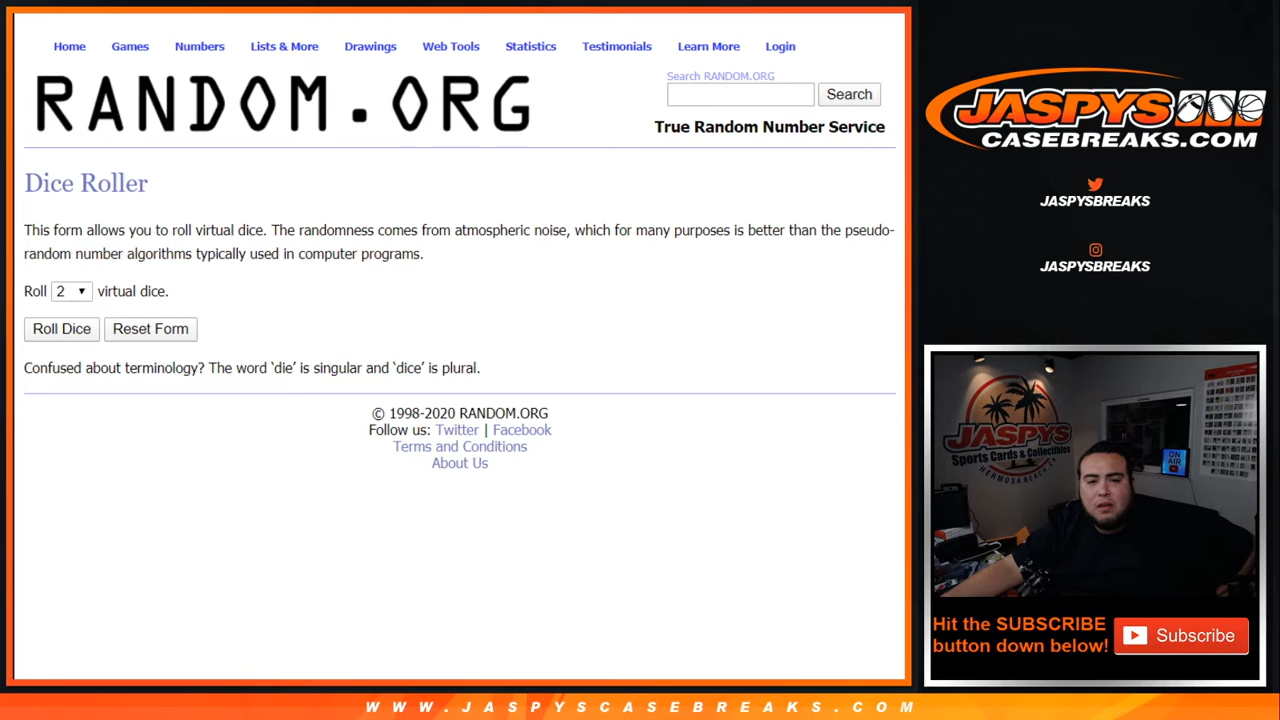 Home Games Numbers Lists & More Drawings Web Tools Statistics Testimonials Learn More Login
RANDOM.ORG
Search RANDOM.ORG
Search
True Random Number Service
Dice Roller
This form allows you to roll virtual dice. The randomness comes from atmospheric noise, which for many purposes is better than the pseudo-
random number algorithms typically used in computer programs.
Roll 2 virtual dice.
Roll Dice Reset Form
Confused about terminology? The word ‘die’ is singular and ‘dice’ is plural.
© 1998-2020 RANDOM.ORG
Follow us: Twitter | Facebook
Terms and Conditions
About Us
JASPYS
CASEBREAKS.COM
JASPYSBREAKS
JASPYSBREAKS
JASPYS
Sports Cards & Collectibles
HERMOSA BEACH CA
ON
AIR
Hit the SUBSCRIBE
button down below!
Subscribe
WWW.JASPYSCASEBREAKS.COM